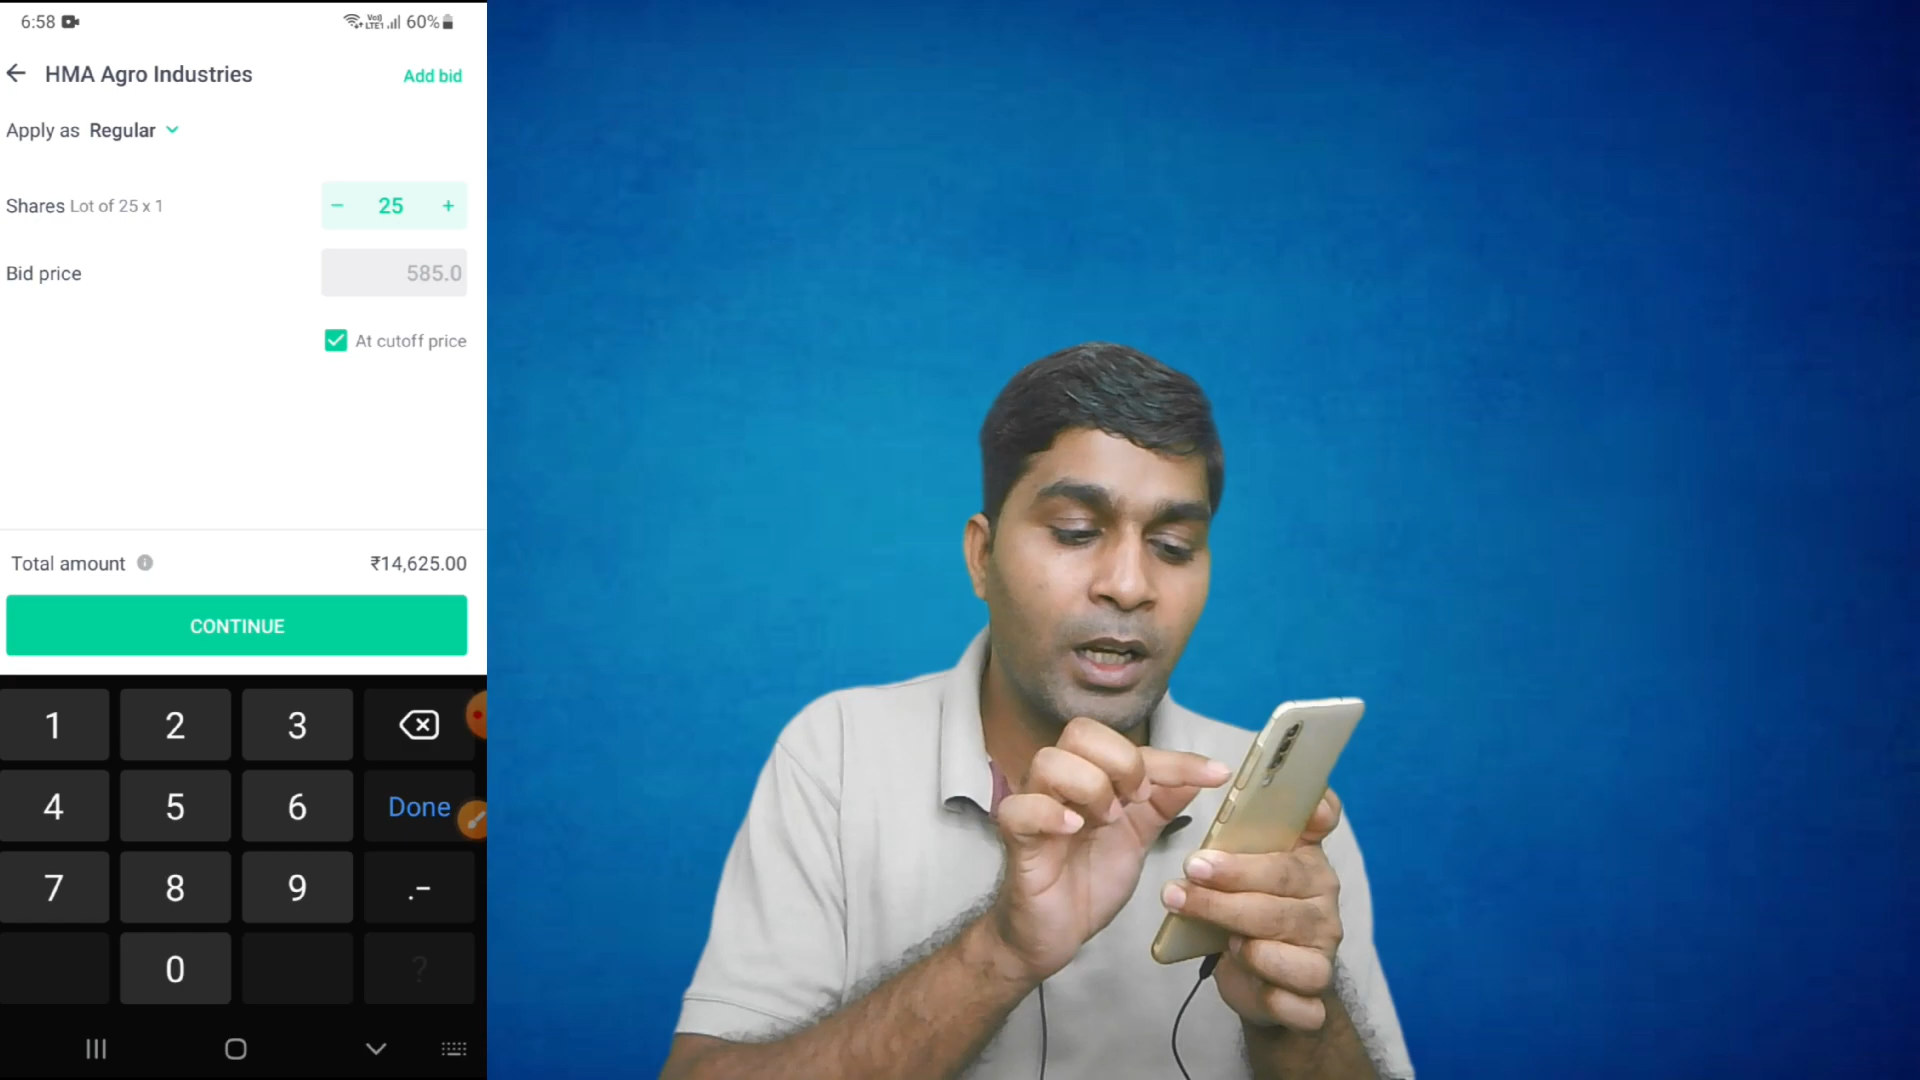 6:58 60%
HMA Agro Industries Add bid
Apply as Regular
Shares Lot of 25 x 1 − 25 +
Bid price 585.0
At cutoff price
Total amount ₹14,625.00
CONTINUE
1 2 3
4 5 6 Done
7 8 9 .-
0 ?